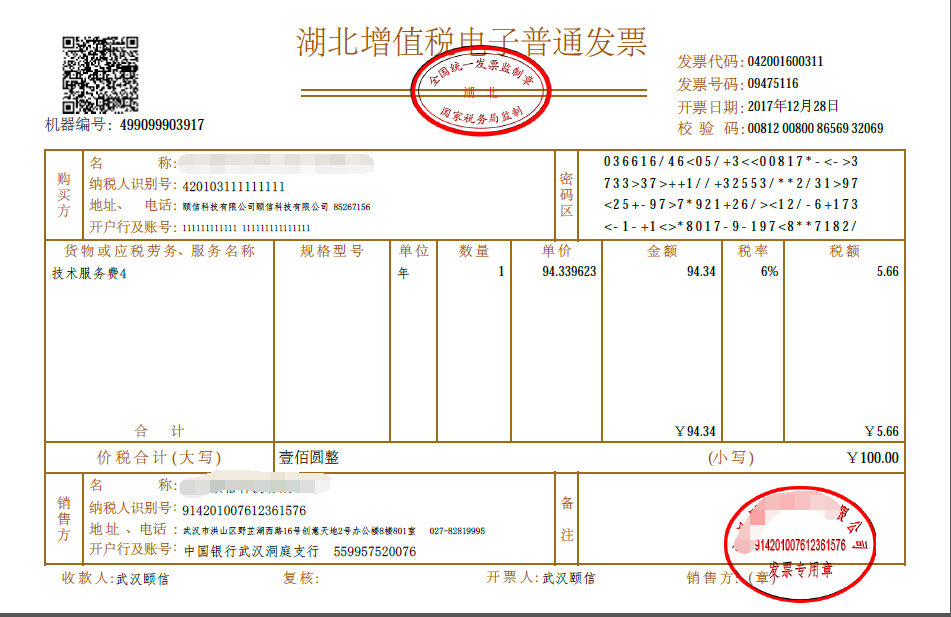 湖北增值税电子普通发票
全国统一发票监制章
湖 北
国家税务局监制
发票代码: 042001600311
发票号码: 09475116
开票日期: 2017年12月28日
校 验 码: 00812 00800 86569 32069
机器编号: 499099903917
购买方
名 称:
纳税人识别号: 420103111111111
地址、 电话: 颐信科技有限公司颐信科技有限公司 85267156
开户行及账号: 11111111111 11111111111111
密码区
036616/46<05/+3<<00817*-<->3
733>37>++1//+32553/**2/31>97
<25+-97>7*921+26/><12/-6+173
<-1-+1<>*8017-9-197<8**7182/
货物或应税劳务、服务名称 规格型号 单位 数量 单价 金额 税率 税额
技术服务费4 年 1 94.339623 94.34 6% 5.66
合 计 ￥94.34 ￥5.66
价税合计(大写) 壹佰圆整 (小写) ￥100.00
销售方
名 称:
纳税人识别号: 914201007612361576
地址、电话: 武汉市洪山区野芷湖西路16号创意天地2号办公楼8楼801室 027-82819995
开户行及账号: 中国银行武汉洞庭支行 559957520076
备注
收款人: 武汉颐信 复核: 开票人: 武汉颐信 销售方: (章)
限公司
914201007612361576
发票专用章